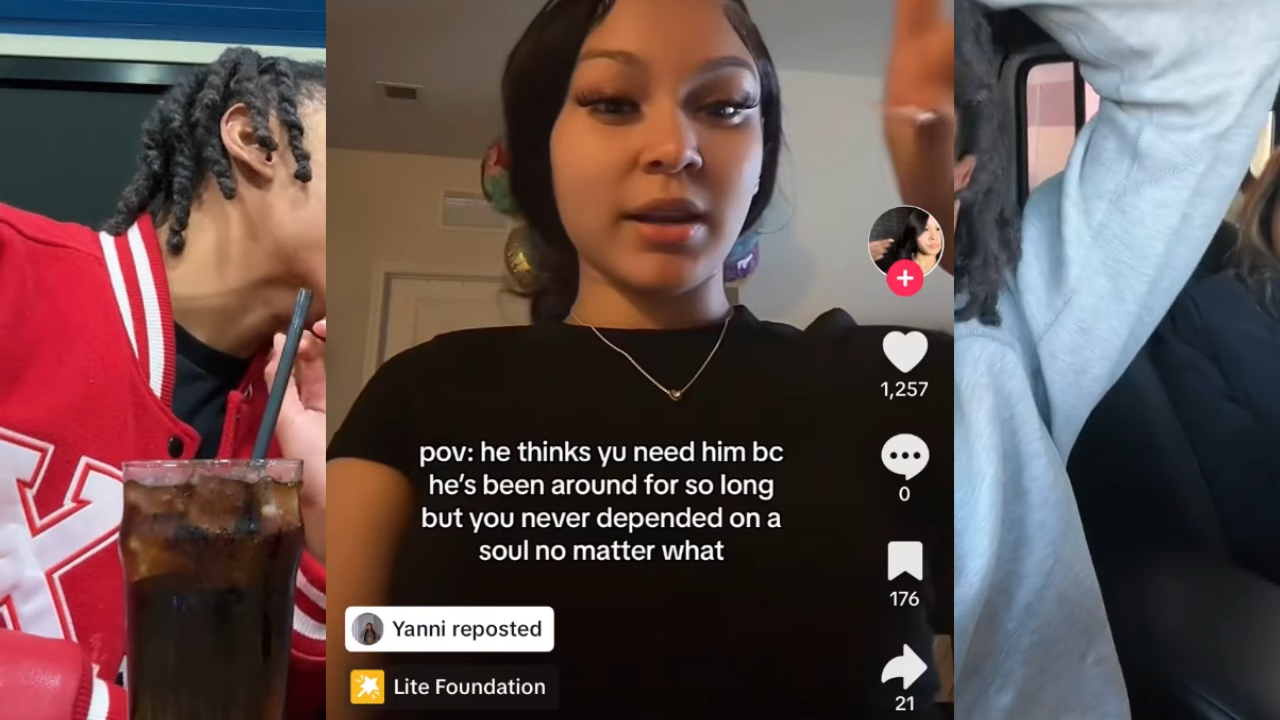 pov: he thinks yu need him bc
he's been around for so long
but you never depended on a
soul no matter what
1,257
0
176
21
Yanni reposted
Lite Foundation